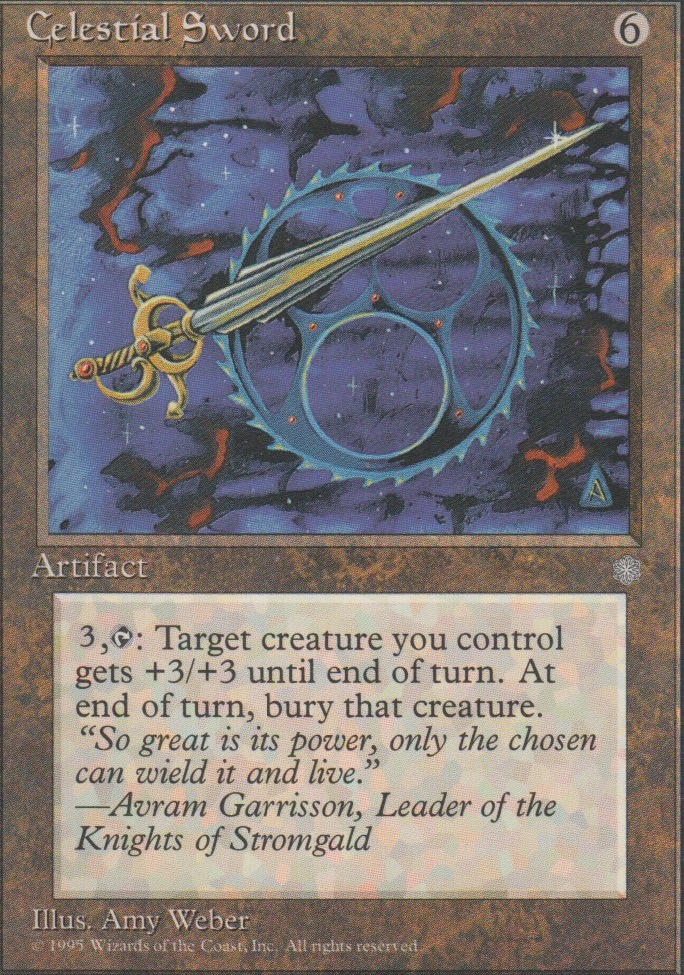 Celestial Sword 6
Artifact
3,: Target creature you control
gets +3/+3 until end of turn. At
end of turn, bury that creature.
“So great is its power, only the chosen
can wield it and live.”
—Avram Garrisson, Leader of the
Knights of Stromgald
Illus. Amy Weber
© 1995 Wizards of the Coast, Inc. All rights reserved.